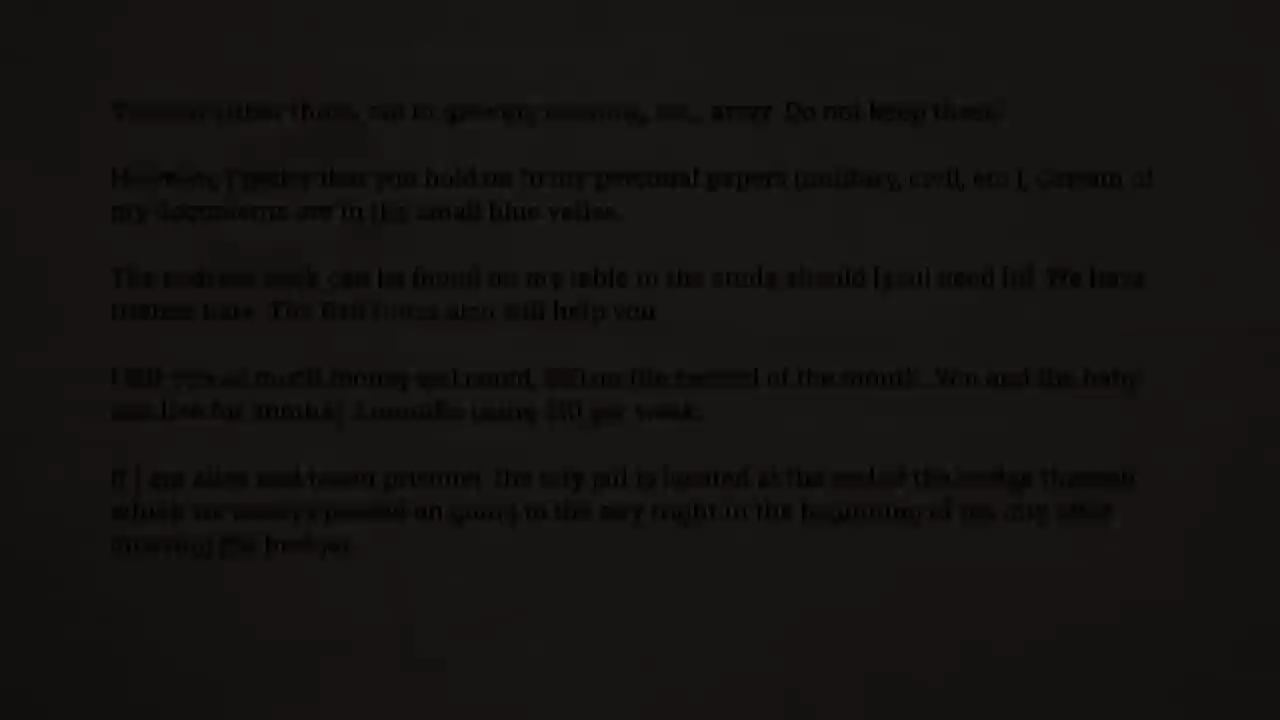 Do not keep them.
However, I prefer that you hold on to my personal papers (military, civil, etc.). Certain of
my documents are in the small blue valise.
The can be found on my table in the study should [you] need [it]. We have
friends here. The Red Cross also will help you.
I left you as much money as I could, $60 on the second of the month. You and the baby
can live for another 2 months using $10 per week.
If I am alive and taken prisoner, the city jail is located at the end of the bridge through
which we always passed on going to the city (right in the beginning of the city after
crossing the bridge).